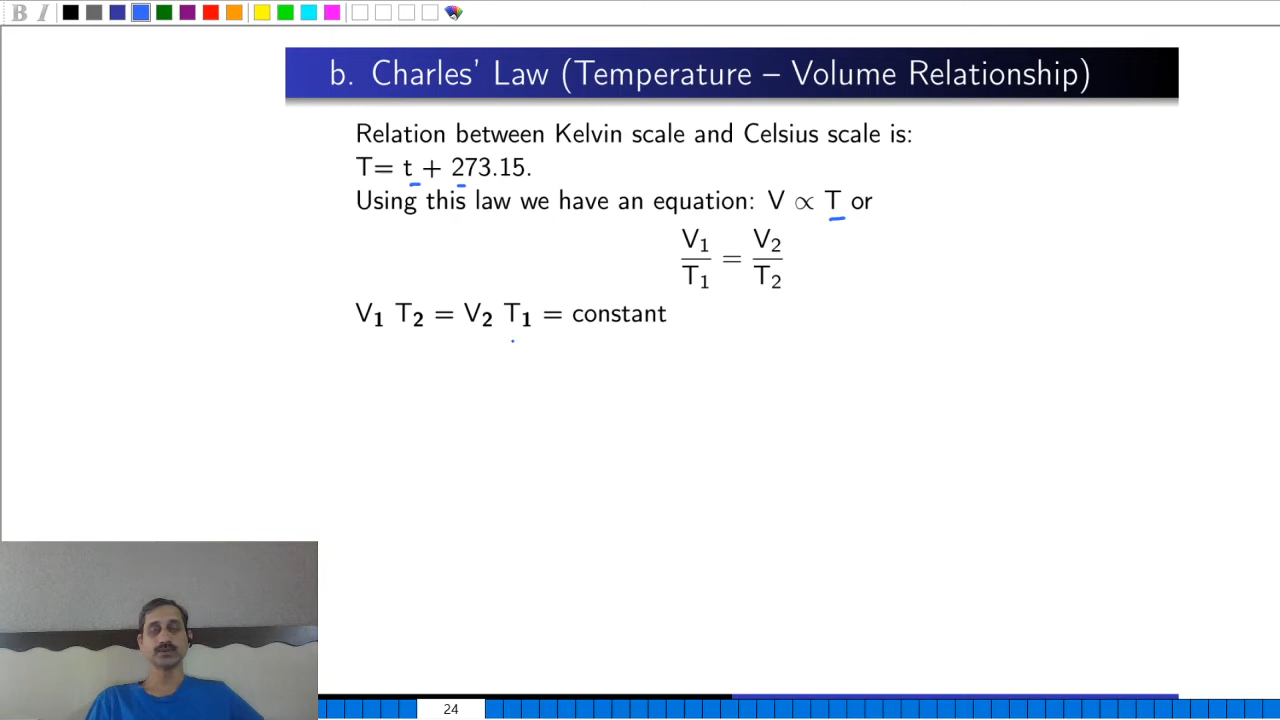 B I
b. Charles' Law (Temperature – Volume Relationship)
Relation between Kelvin scale and Celsius scale is:
T= t + 273.15.
Using this law we have an equation: V ∝ T or
V₁/T₁ = V₂/T₂
V₁ T₂ = V₂ T₁ = constant
24